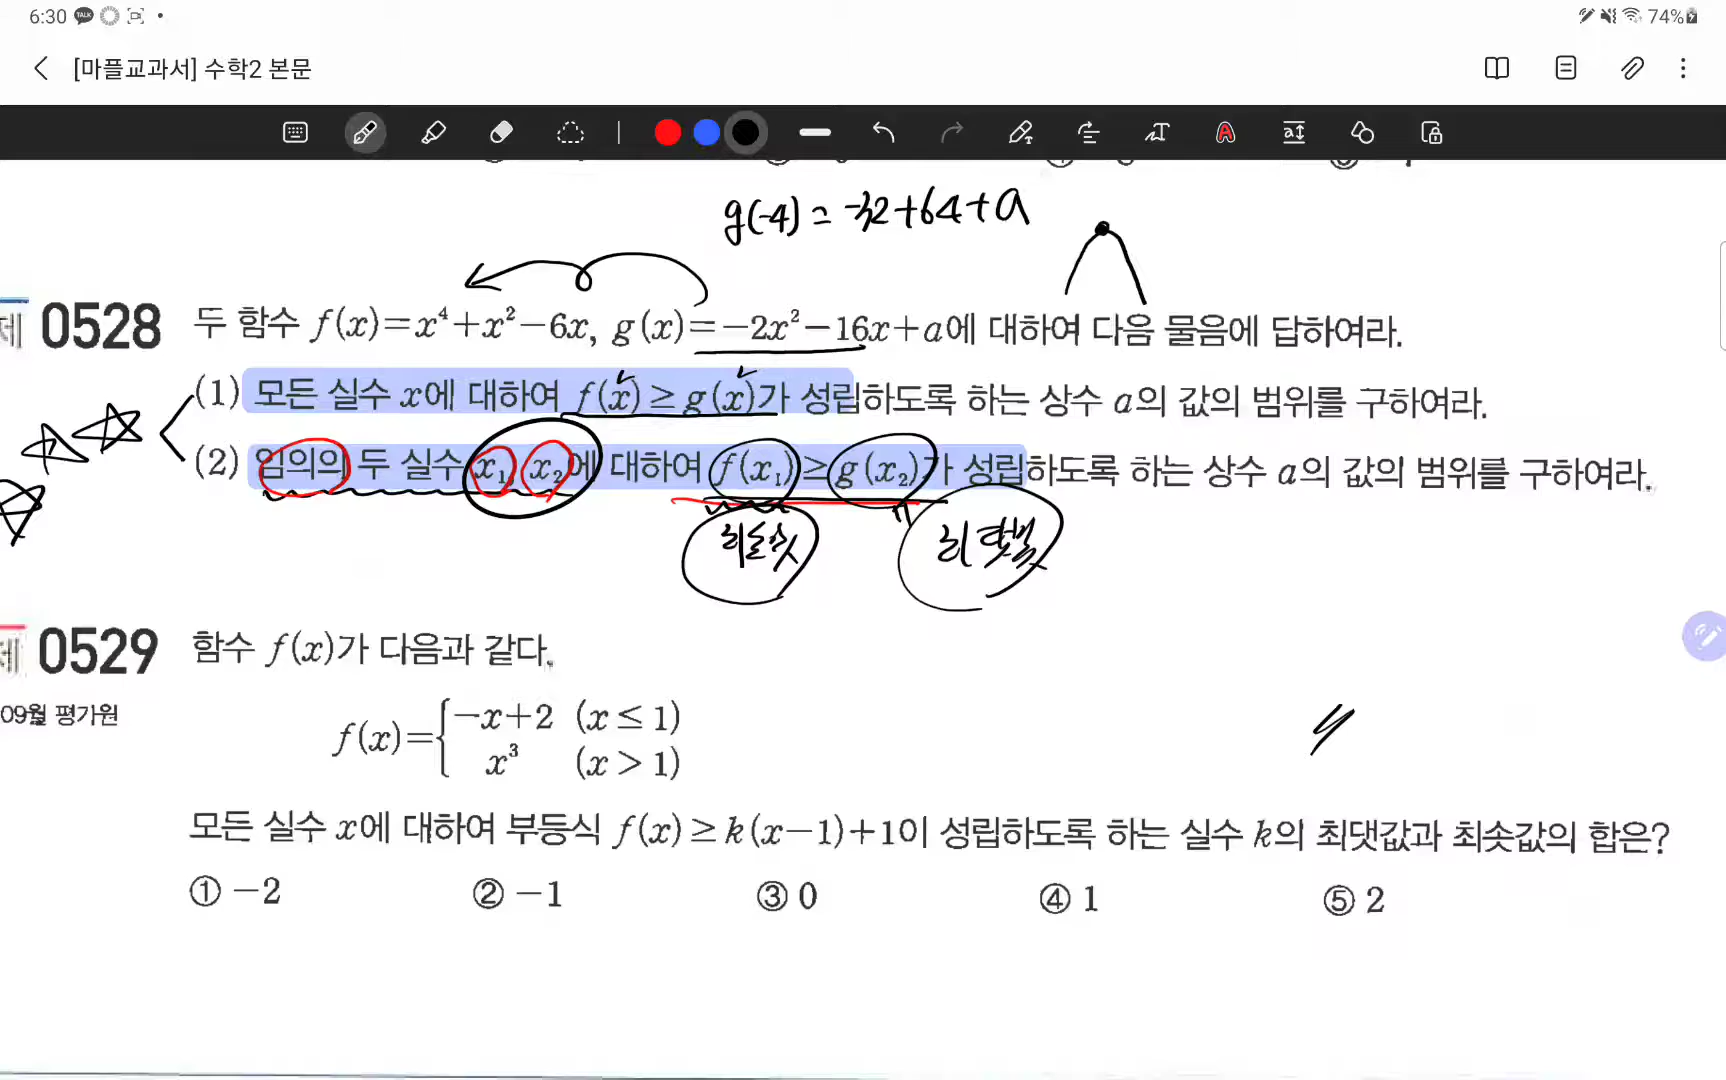 6:30 TALK 74%
[마플교과서] 수학2 본문
g(-4) = -32+64+a
제 0528 두 함수 f(x)=x⁴+x²-6x, g(x)=-2x²-16x+a에 대하여 다음 물음에 답하여라.
(1) 모든 실수 x에 대하여 f(x)≥g(x)가 성립하도록 하는 상수 a의 값의 범위를 구하여라.
(2) 임의의 두 실수 x₁, x₂에 대하여 f(x₁)≥g(x₂)가 성립하도록 하는 상수 a의 값의 범위를 구하여라.
제 0529 함수 f(x)가 다음과 같다.
09월 평가원
f(x)={-x+2 (x≤1)
x³ (x>1)
모든 실수 x에 대하여 부등식 f(x)≥k(x-1)+1이 성립하도록 하는 실수 k의 최댓값과 최솟값의 합은?
① -2 ② -1 ③ 0 ④ 1 ⑤ 2